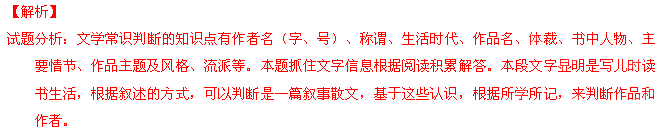 【解析】
试题分析：文学常识判断的知识点有作者名（字、号）、称谓、生活时代、作品名、体裁、书中人物、主
要情节、作品主题及风格、流派等。本题抓住文字信息根据阅读积累解答。本段文字显明是写儿时读
书生活，根据叙述的方式，可以判断是一篇叙事散文，基于这些认识，根据所学所记，来判断作品和
作者。